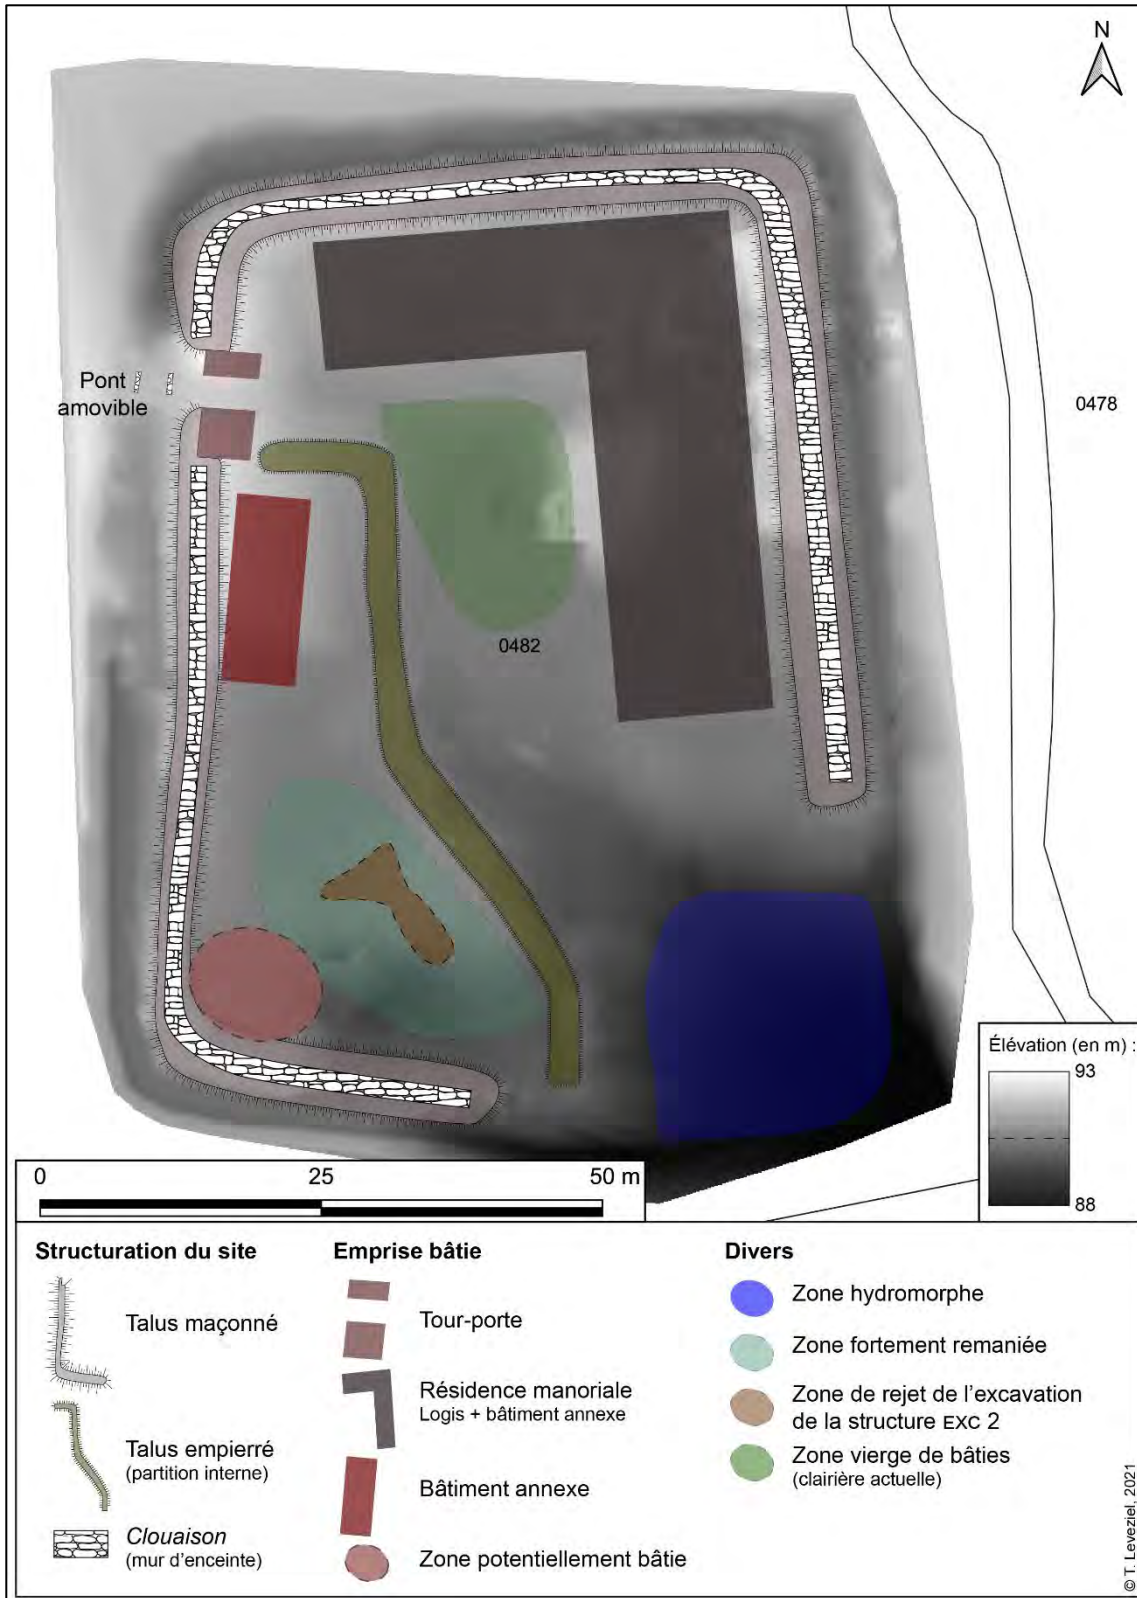 N
Pont
amovible
0478
0482
Élévation (en m) :
93
88
0 25 50 m
Structuration du site
Talus maçonné
Talus empierré
(partition interne)
Clouaison
(mur d'enceinte)
Emprise bâtie
Tour-porte
Résidence manoriale
Logis + bâtiment annexe
Bâtiment annexe
Zone potentiellement bâtie
Divers
Zone hydromorphe
Zone fortement remaniée
Zone de rejet de l'excavation
de la structure EXC 2
Zone vierge de bâties
(clairière actuelle)
© T. Leveziel, 2021